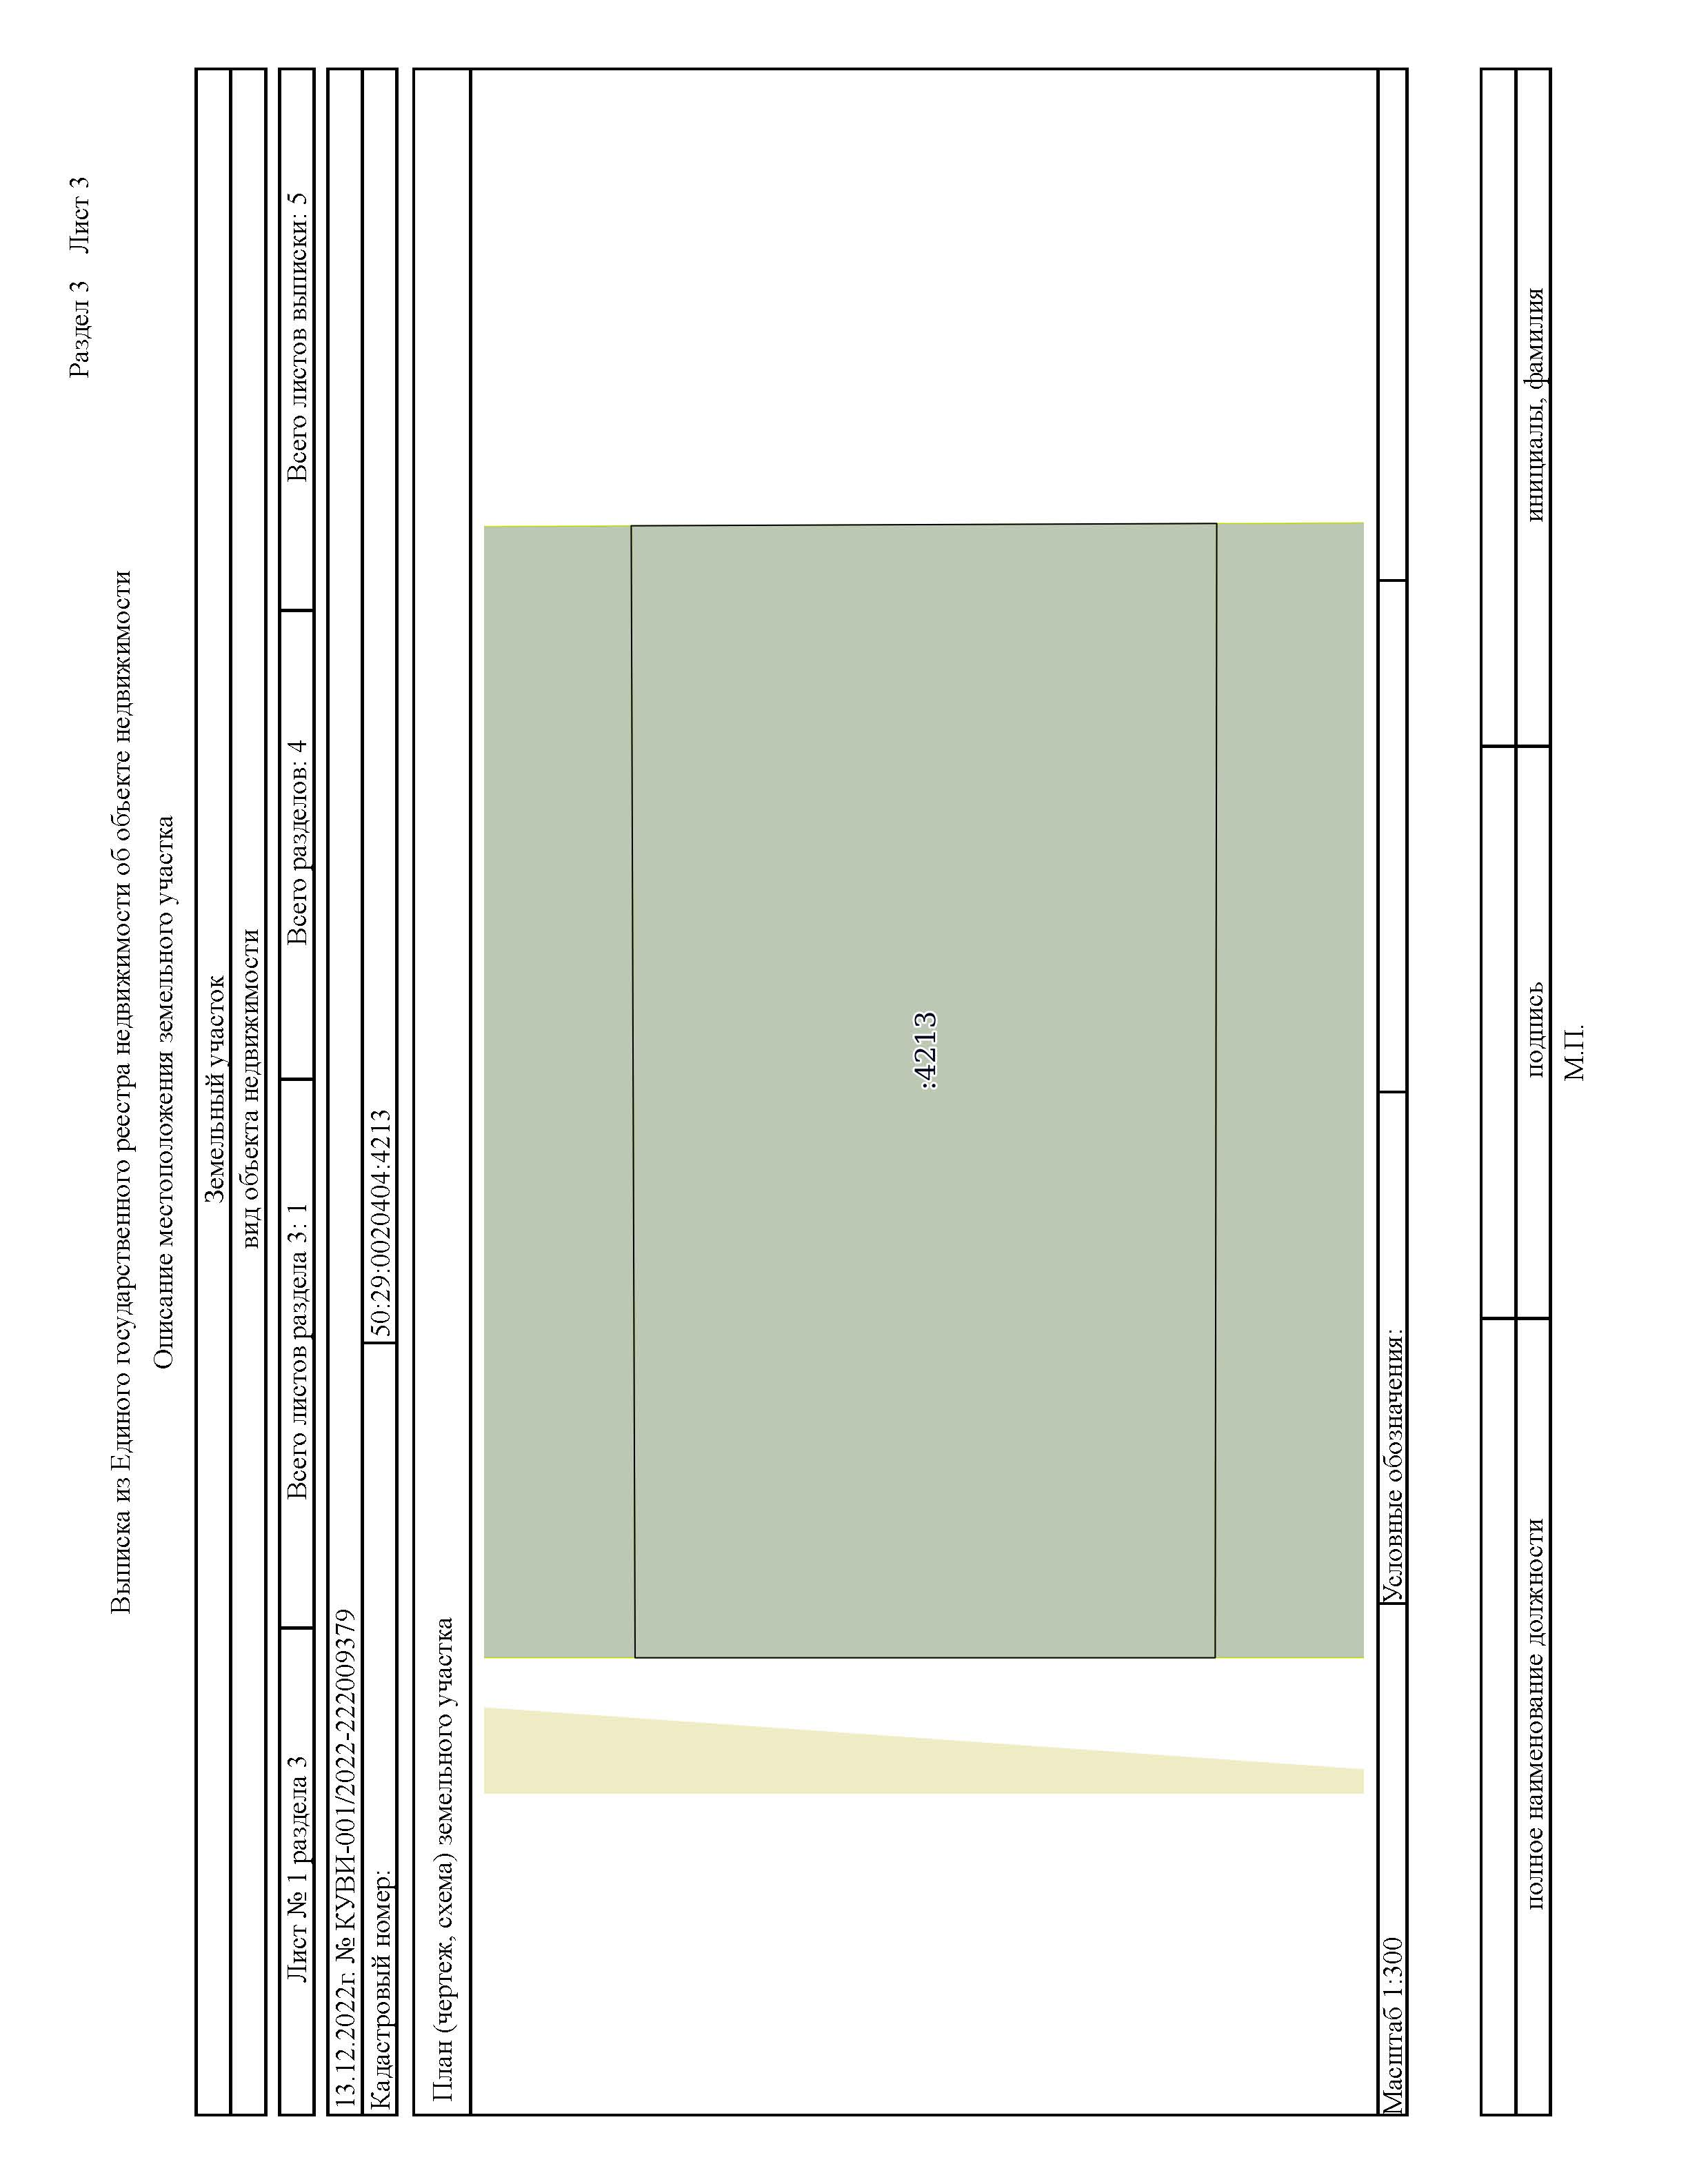 Раздел 3 Лист 3
Выписка из Единого государственного реестра недвижимости об объекте недвижимости
Описание местоположения земельного участка
Земельный участок
вид объекта недвижимости
Лист № 1 раздела 3 Всего листов раздела 3: 1 Всего разделов: 4 Всего листов выписки: 5
13.12.2022г. № КУВИ-001/2022-222009379
Кадастровый номер: 50:29:0020404:4213
План (чертеж, схема) земельного участка
:4213
Масштаб 1:300 Условные обозначения:
полное наименование должности подпись инициалы, фамилия
М.П.